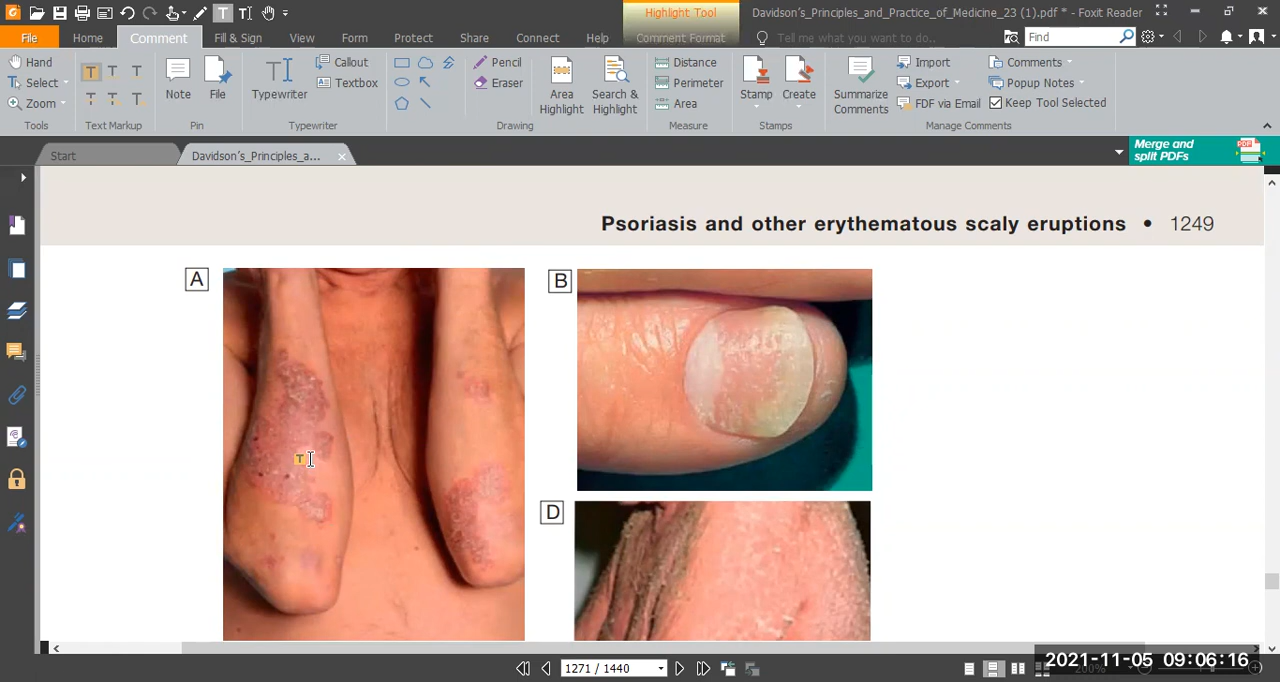 Highlight Tool
Davidson's_Principles_and_Practice_of_Medicine_23 (1).pdf * - Foxit Reader
File
Home
Comment
Fill & Sign
View
Form
Protect
Share
Connect
Help
Comment Format
Tell me what you want to do..
Find
Hand
Select
Zoom
Tools
Text Markup
Note
File
Pin
Typewriter
Callout
Textbox
Typewriter
Pencil
Eraser
Area Highlight
Search & Highlight
Drawing
Distance
Perimeter
Area
Measure
Stamp
Create
Stamps
Summarize Comments
Import
Export
FDF via Email
Comments
Popup Notes
Keep Tool Selected
Manage Comments
Start
Davidson's_Principles_a...
Merge and
split PDFs
PDF
Psoriasis and other erythematous scaly eruptions • 1249
A
B
D
T
1271 / 1440
200%
2021-11-05 09:06:16